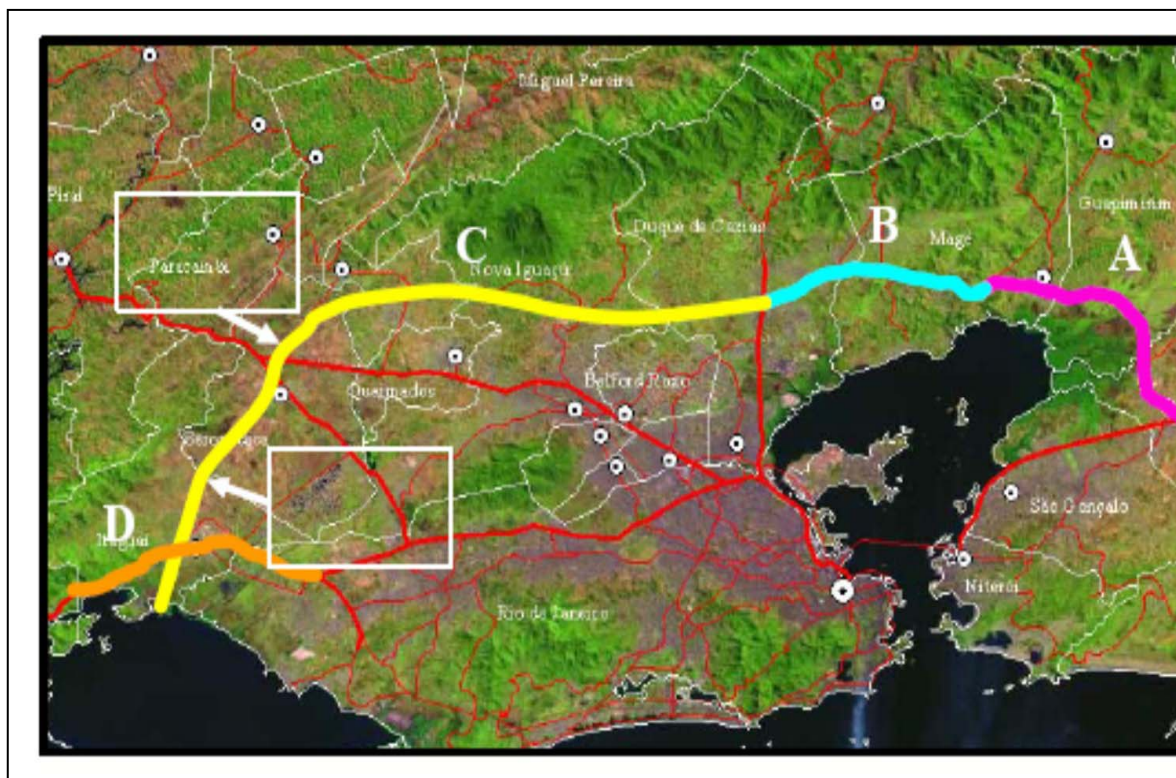 Miguel Pereira
Piraí
Paracambi
C
Nova Iguaçu
Duque de Caxias
B
Magé
Guapimirim
A
Queimados
Belford Roxo
Seropédica
D
Itaguaí
São Gonçalo
Niterói
Rio de Janeiro